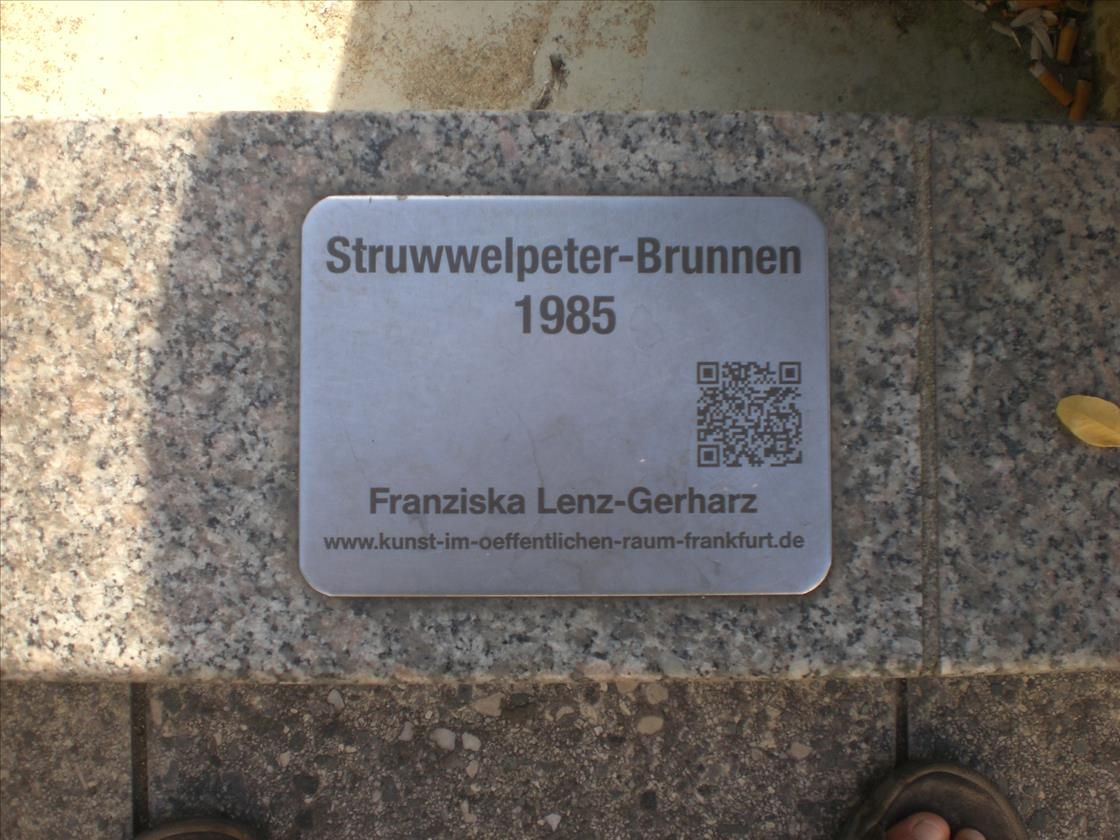 Struwwelpeter-Brunnen
1985
Franziska Lenz-Gerharz
www.kunst-im-oeffentlichen-raum-frankfurt.de